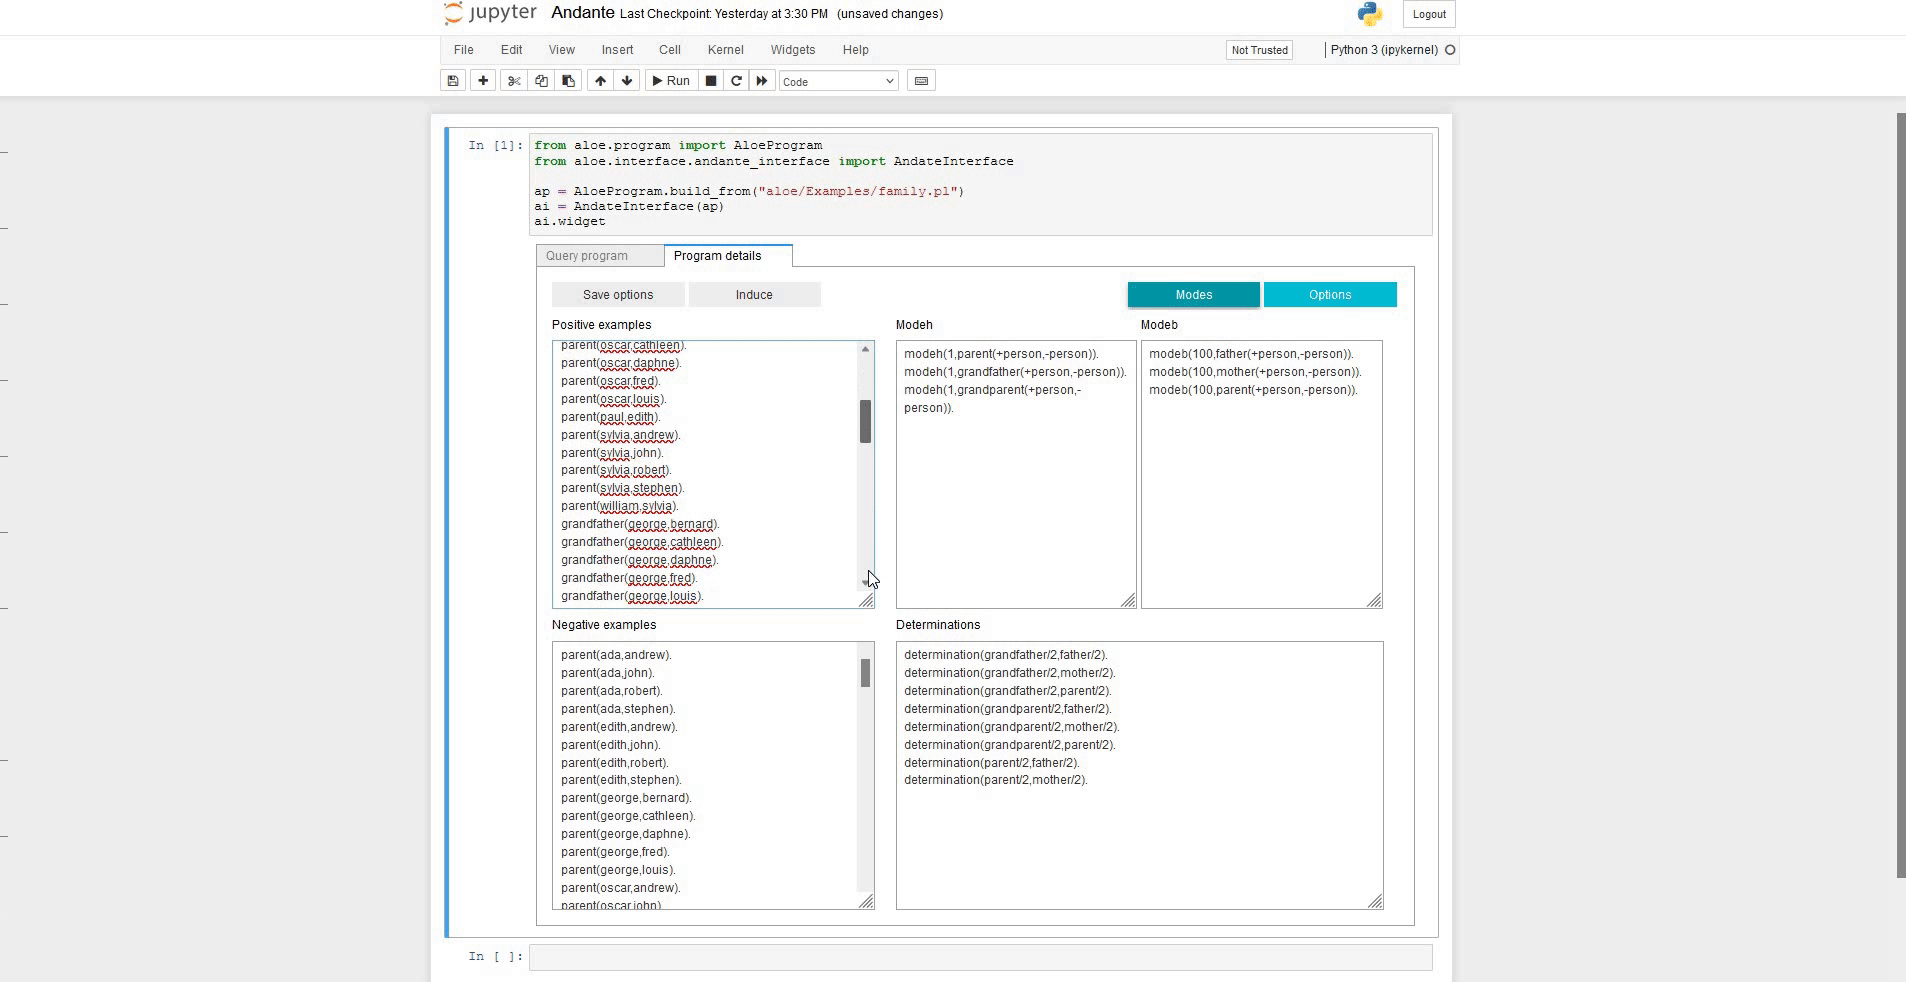 jupyter Andante Last Checkpoint: Yesterday at 3:30 PM (unsaved changes) Logout
File Edit View Insert Cell Kernel Widgets Help Not Trusted Python 3 (ipykernel)
Run Code
In [1]:
from aloe.program import AloeProgram
from aloe.interface.andante_interface import AndateInterface
ap = AloeProgram.build_from("aloe/Examples/family.pl")
ai = AndateInterface(ap)
ai.widget
Query program Program details
Save options Induce Modes Options
Positive examples
parent(oscar,cathleen).
parent(oscar,daphne).
parent(oscar,fred).
parent(oscar,louis).
parent(paul,edith).
parent(sylvia,andrew).
parent(sylvia,john).
parent(sylvia,robert).
parent(sylvia,stephen).
parent(william,sylvia).
grandfather(george,bernard).
grandfather(george,cathleen).
grandfather(george,daphne).
grandfather(george,fred).
grandfather(george,louis).
Modeh
modeh(1,parent(+person,-person)).
modeh(1,grandfather(+person,-person)).
modeh(1,grandparent(+person,-
person)).
Modeb
modeb(100,father(+person,-person)).
modeb(100,mother(+person,-person)).
modeb(100,parent(+person,-person)).
Negative examples
parent(ada,andrew).
parent(ada,john).
parent(ada,robert).
parent(ada,stephen).
parent(edith,andrew).
parent(edith,john).
parent(edith,robert).
parent(edith,stephen).
parent(george,bernard).
parent(george,cathleen).
parent(george,daphne).
parent(george,fred).
parent(george,louis).
parent(oscar,andrew).
parent(oscar,john)
Determinations
determination(grandfather/2,father/2).
determination(grandfather/2,mother/2).
determination(grandfather/2,parent/2).
determination(grandparent/2,father/2).
determination(grandparent/2,mother/2).
determination(grandparent/2,parent/2).
determination(parent/2,father/2).
determination(parent/2,mother/2).
In [ ]: